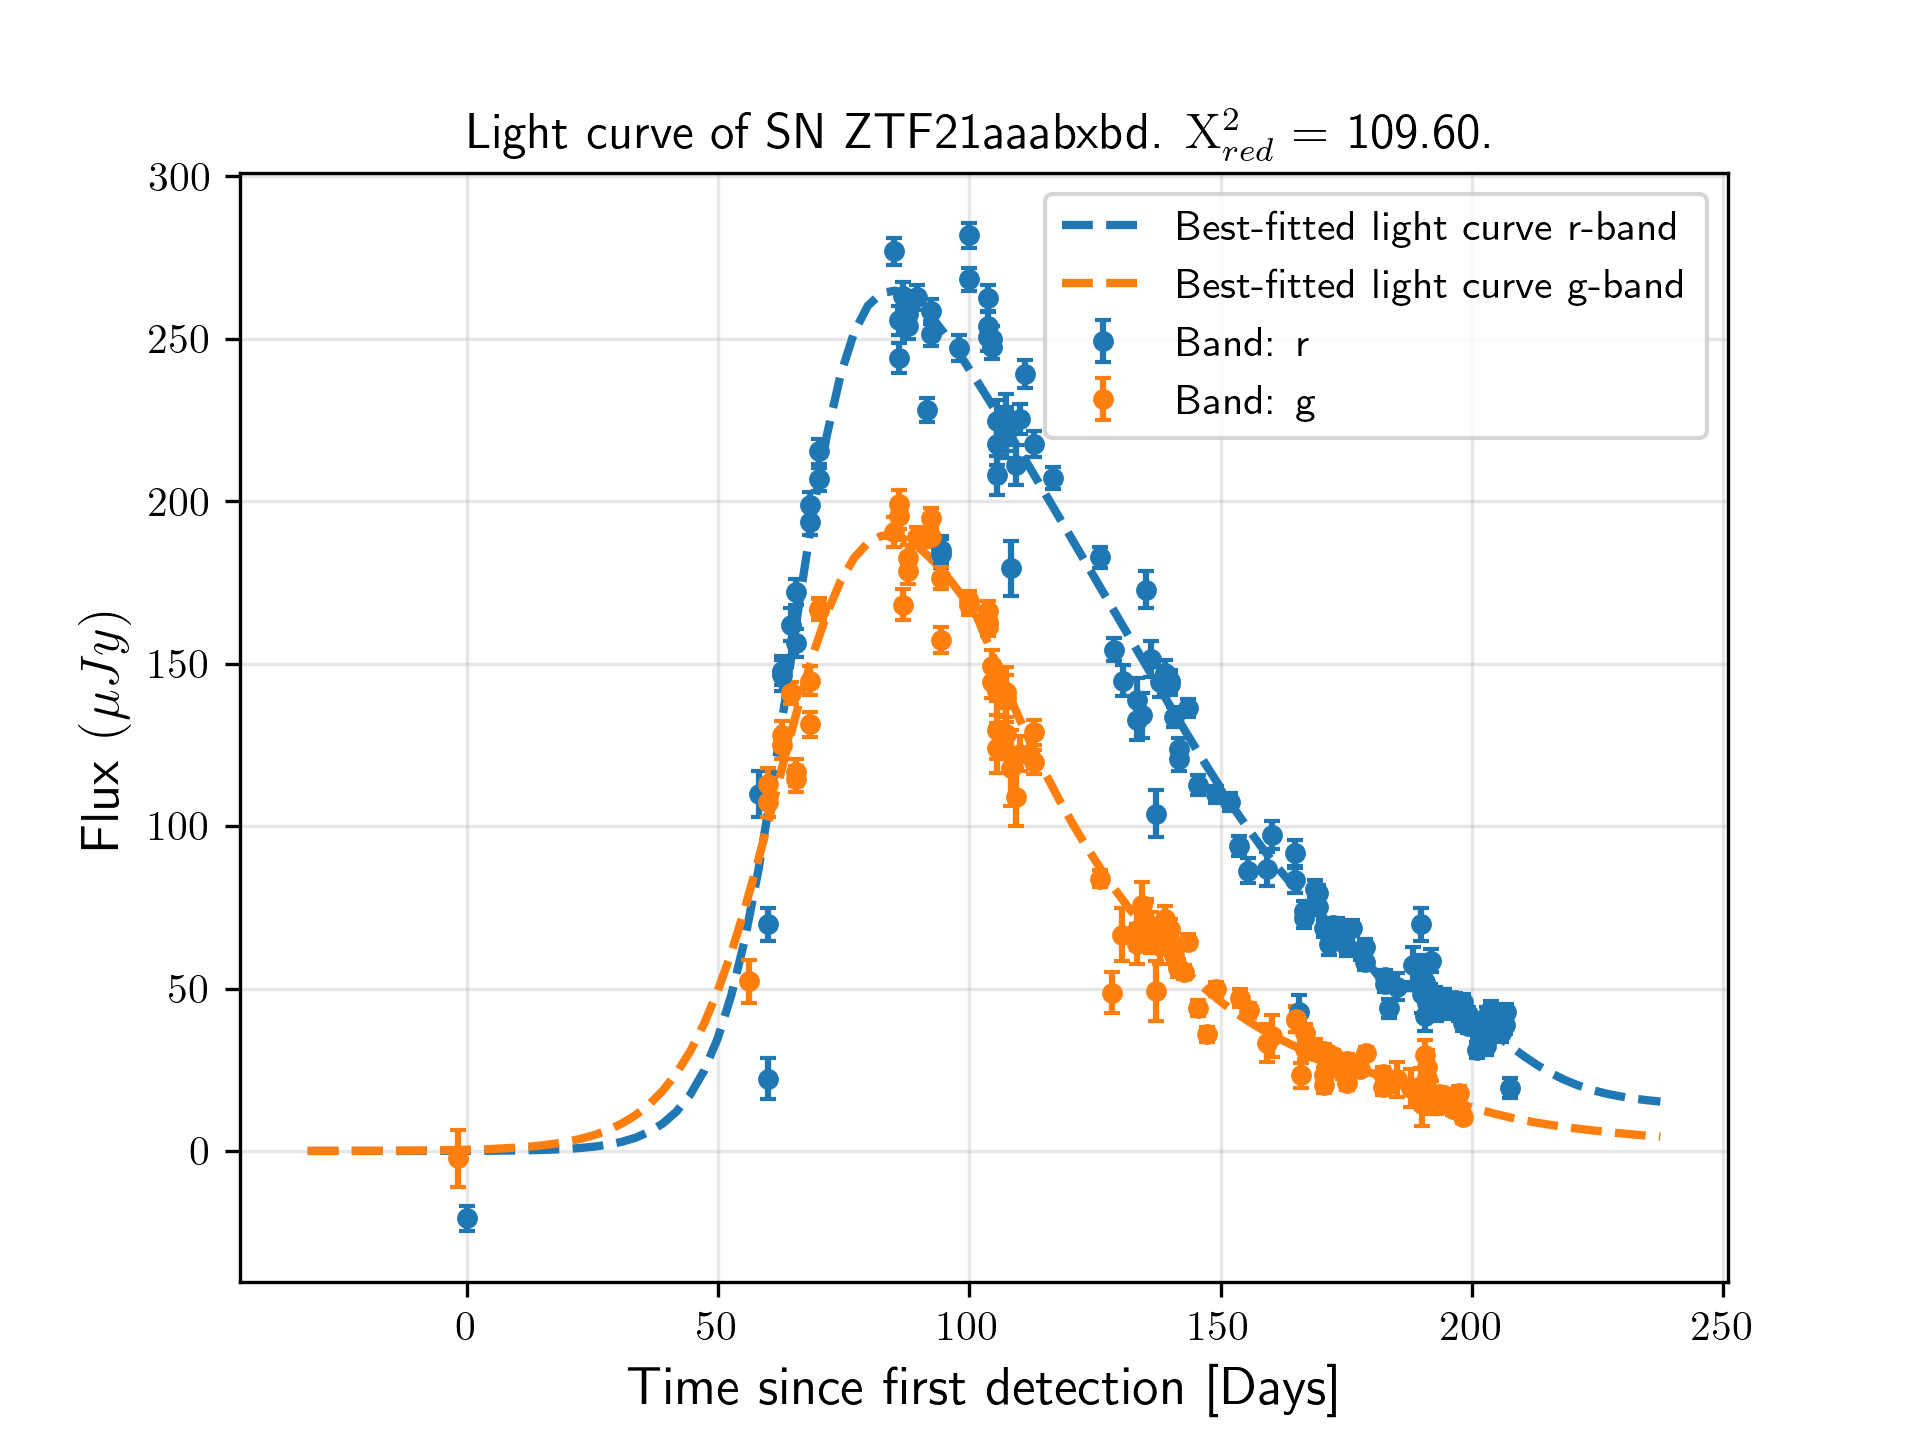 Light curve of SN ZTF21aaabxbd. X²_red = 109.60.
300
250
200
150
100
50
0
Flux (μJy)
Best-fitted light curve r-band
Best-fitted light curve g-band
Band: r
Band: g
0 50 100 150 200 250
Time since first detection [Days]